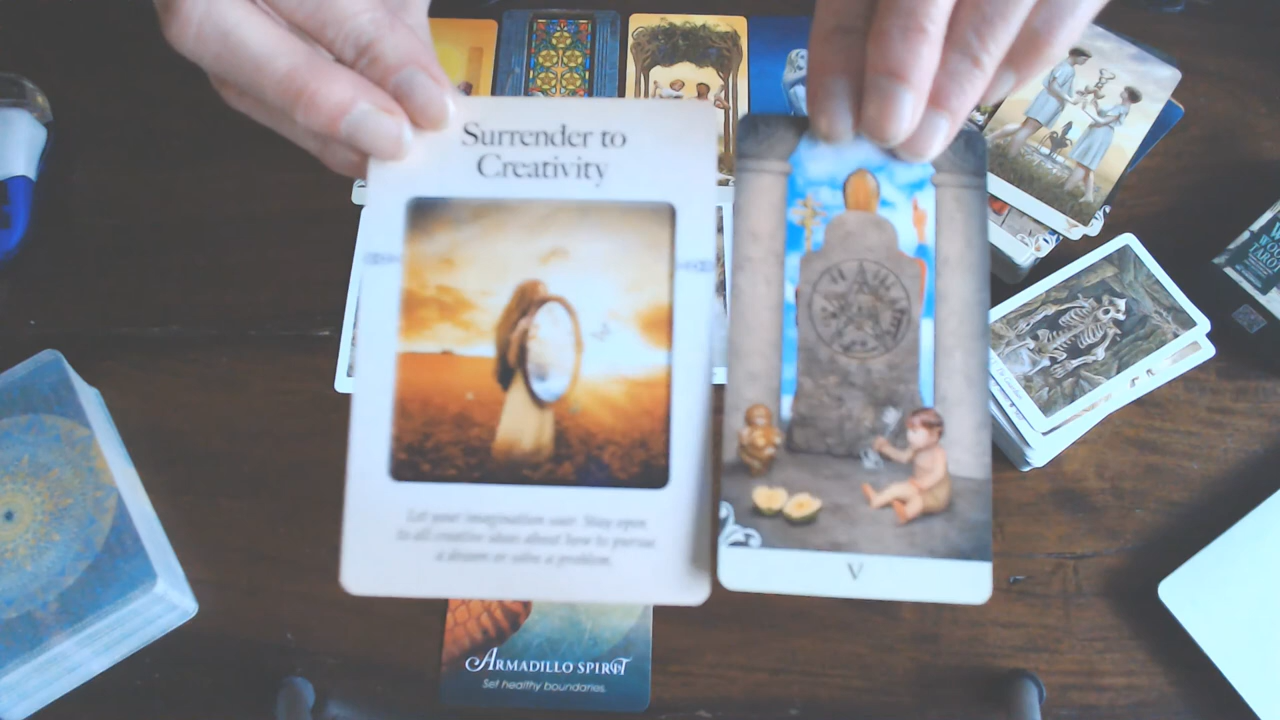 Surrender to
Creativity
Let your imagination soar. Stay open
to all creative ideas about how to pursue
a dream or solve a problem.
V
ARMADILLO SPIRIT
Set healthy boundaries.
TAROT